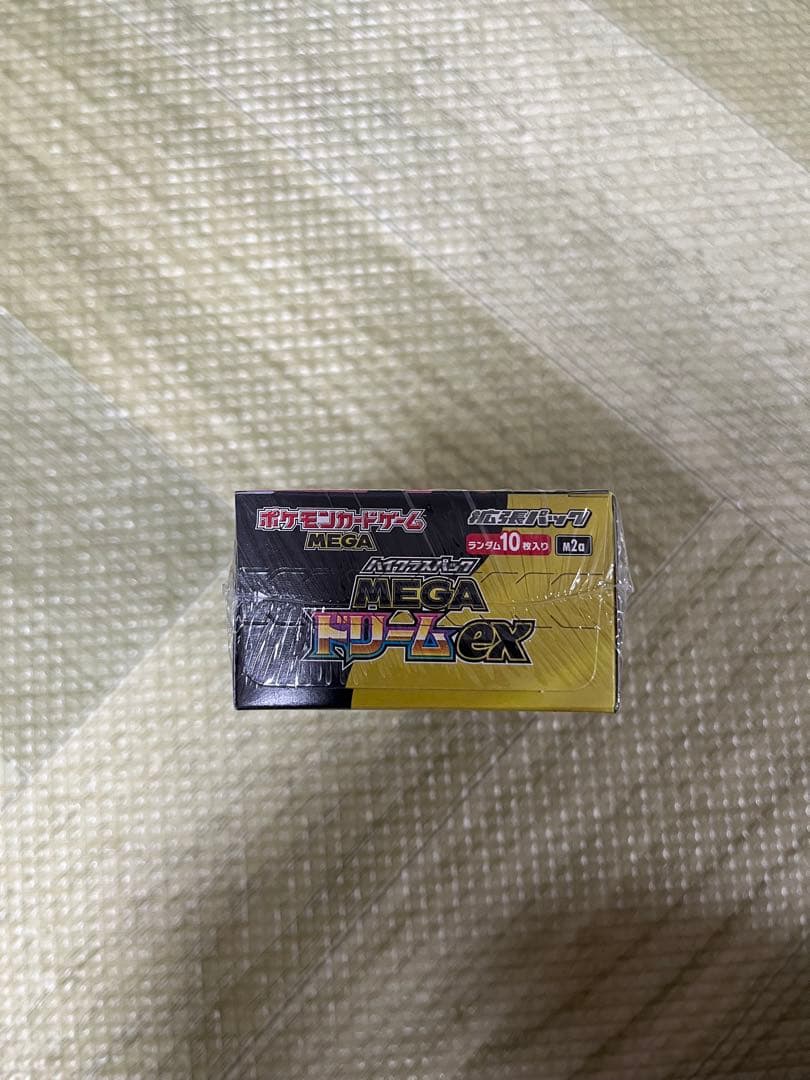 ポケモンカードゲーム
MEGA
拡張パック
ランダム10枚入り M2a
ハイクラスパック
MEGA
ドリームex